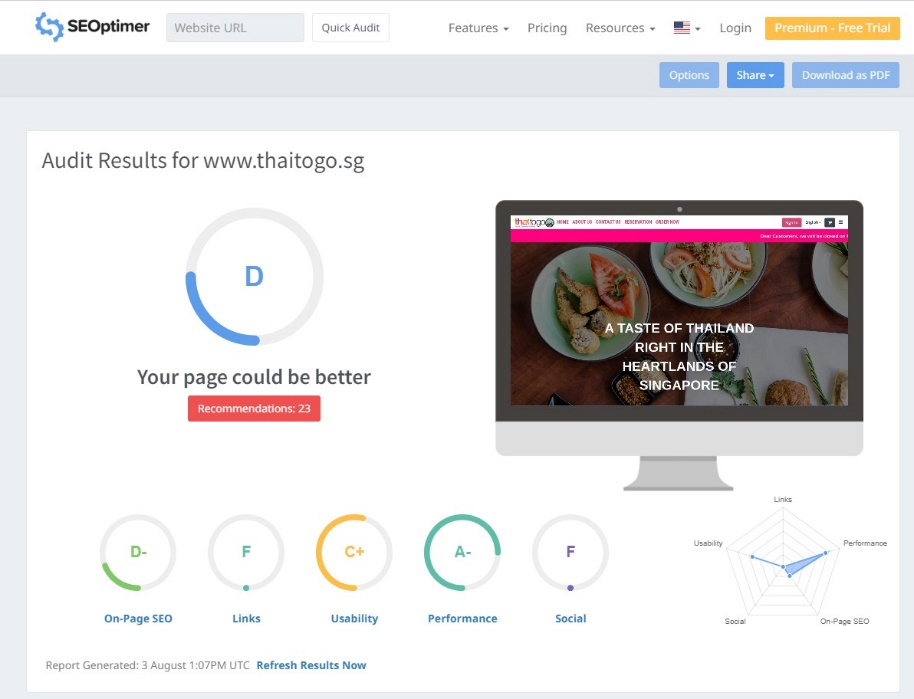 SEOptimer
Website URL
Quick Audit
Features
Pricing
Resources
Login
Premium - Free Trial
Options
Share
Download as PDF
Audit Results for www.thaitogo.sg
D
Your page could be better
Recommendations: 23
thaitogo
HOME ABOUT US CONTACT US RESERVATION ORDER NOW
Sign In
English
Dear Customers, we will be closed on
A TASTE OF THAILAND
RIGHT IN THE
HEARTLANDS OF
SINGAPORE
D-
On-Page SEO
F
Links
C+
Usability
A-
Performance
F
Social
Links
Usability
Performance
Social
On-Page SEO
Report Generated: 3 August 1:07PM UTC Refresh Results Now